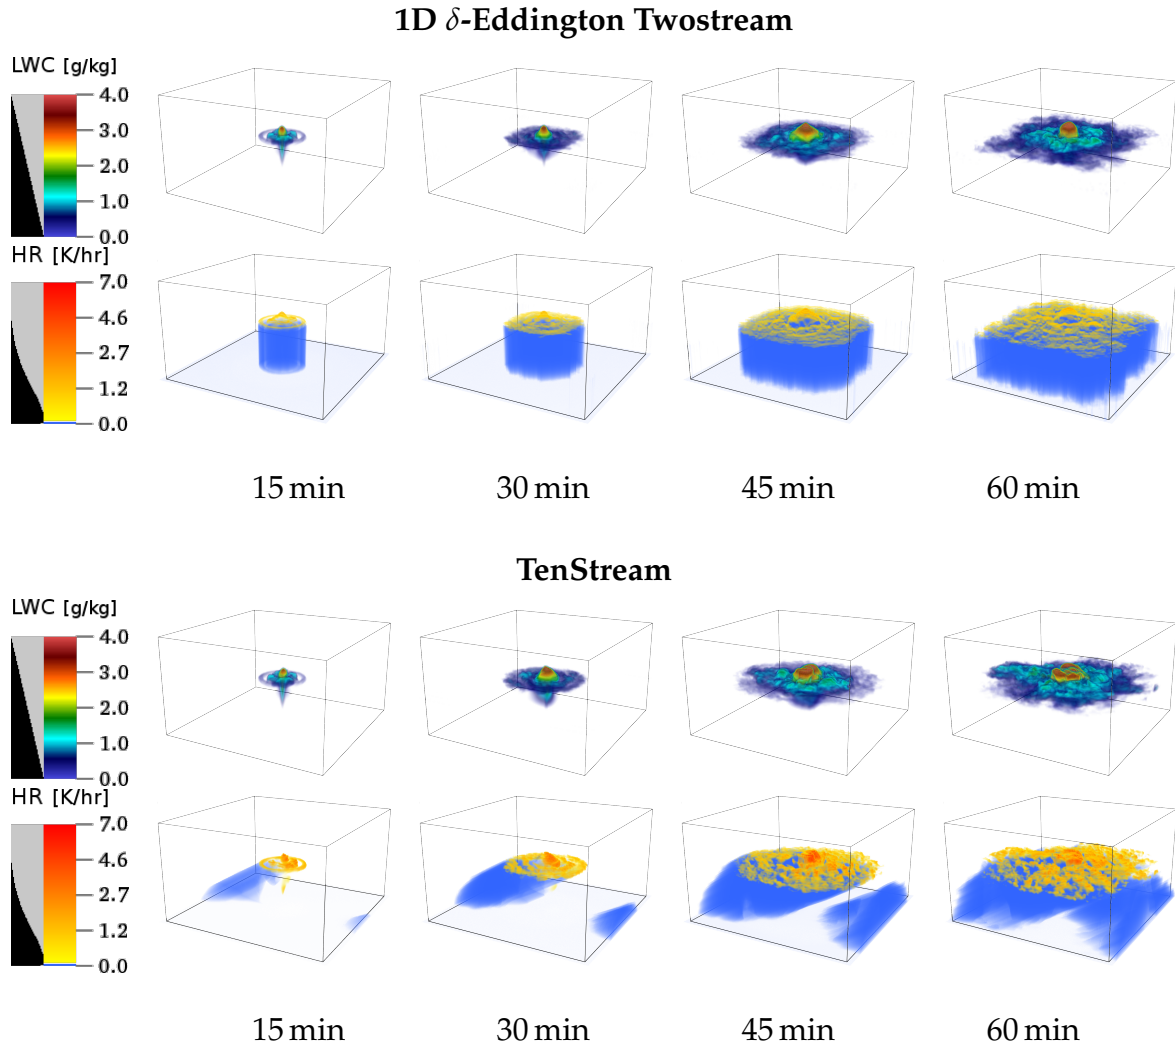 1D δ-Eddington Twostream
LWC [g/kg]
4.0
3.0
2.0
1.0
0.0
HR [K/hr]
7.0
4.6
2.7
1.2
0.0
15 min 30 min 45 min 60 min
TenStream
LWC [g/kg]
4.0
3.0
2.0
1.0
0.0
HR [K/hr]
7.0
4.6
2.7
1.2
0.0
15 min 30 min 45 min 60 min